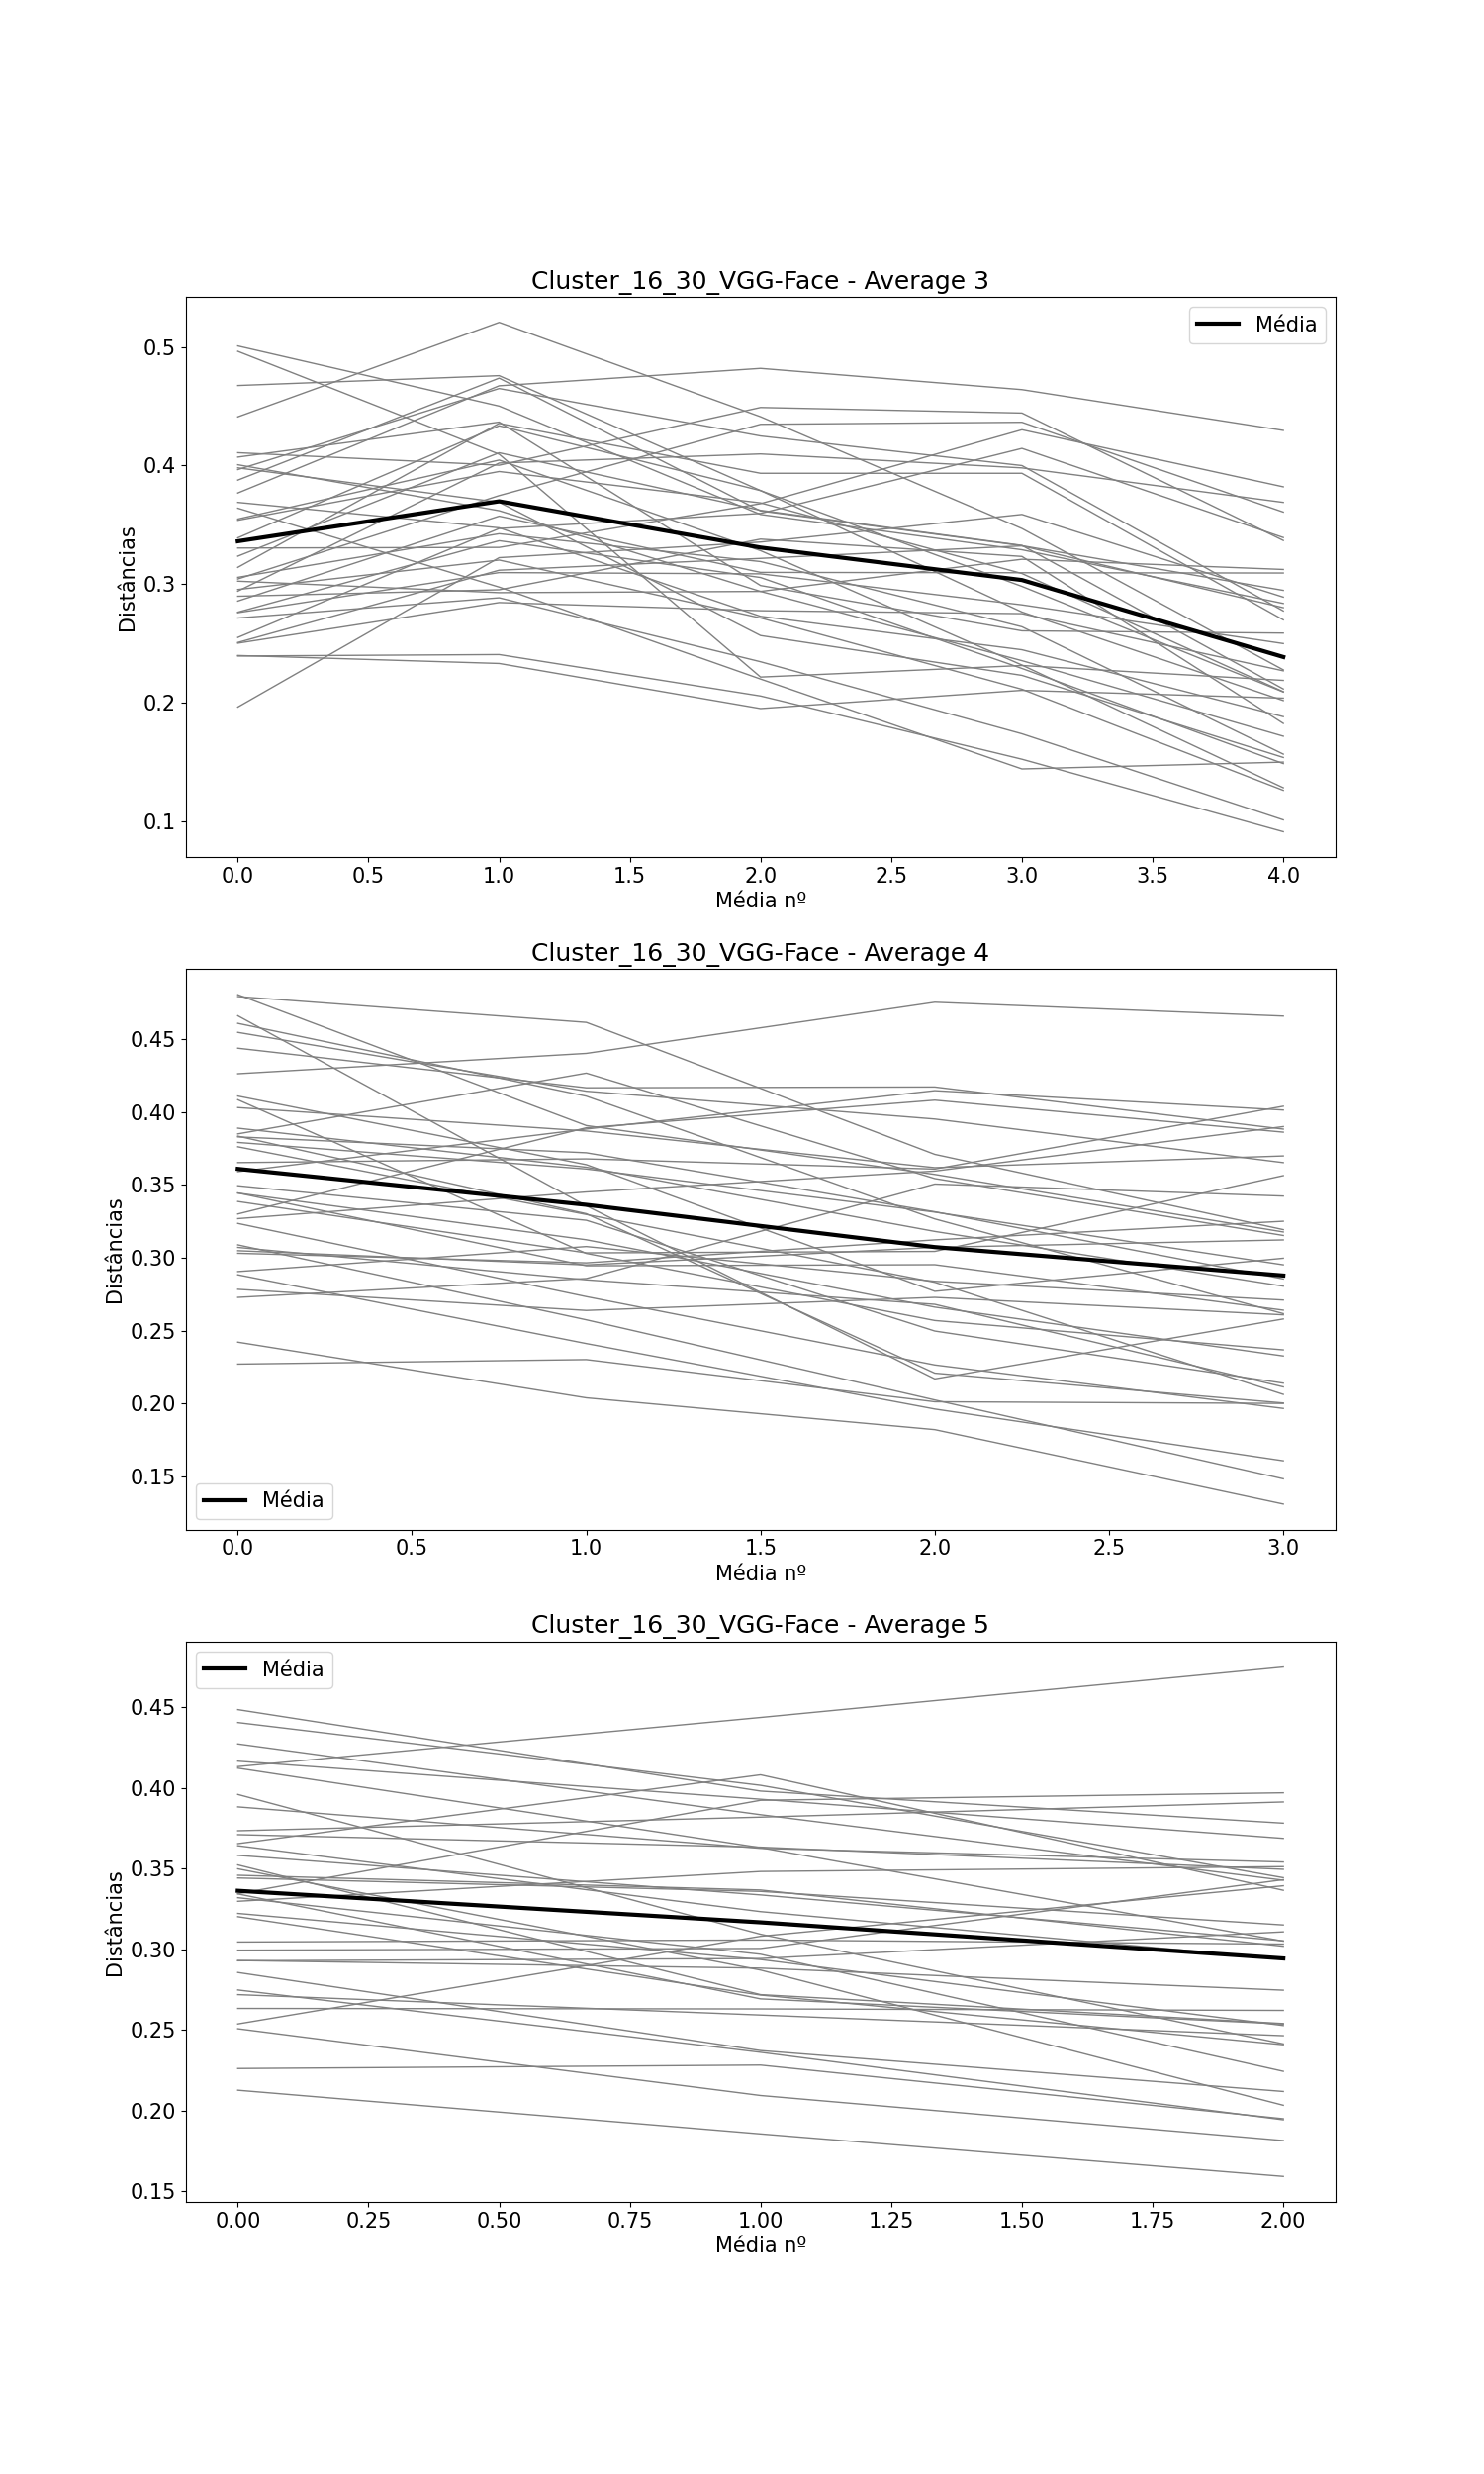 Cluster_16_30_VGG-Face - Average 3
Média
0.5
0.4
0.3
0.2
0.1
Distâncias
0.0 0.5 1.0 1.5 2.0 2.5 3.0 3.5 4.0
Média nº
Cluster_16_30_VGG-Face - Average 4
0.45
0.40
0.35
0.30
0.25
0.20
0.15
Distâncias
Média
0.0 0.5 1.0 1.5 2.0 2.5 3.0
Média nº
Cluster_16_30_VGG-Face - Average 5
Média
0.45
0.40
0.35
0.30
0.25
0.20
0.15
Distâncias
0.00 0.25 0.50 0.75 1.00 1.25 1.50 1.75 2.00
Média nº